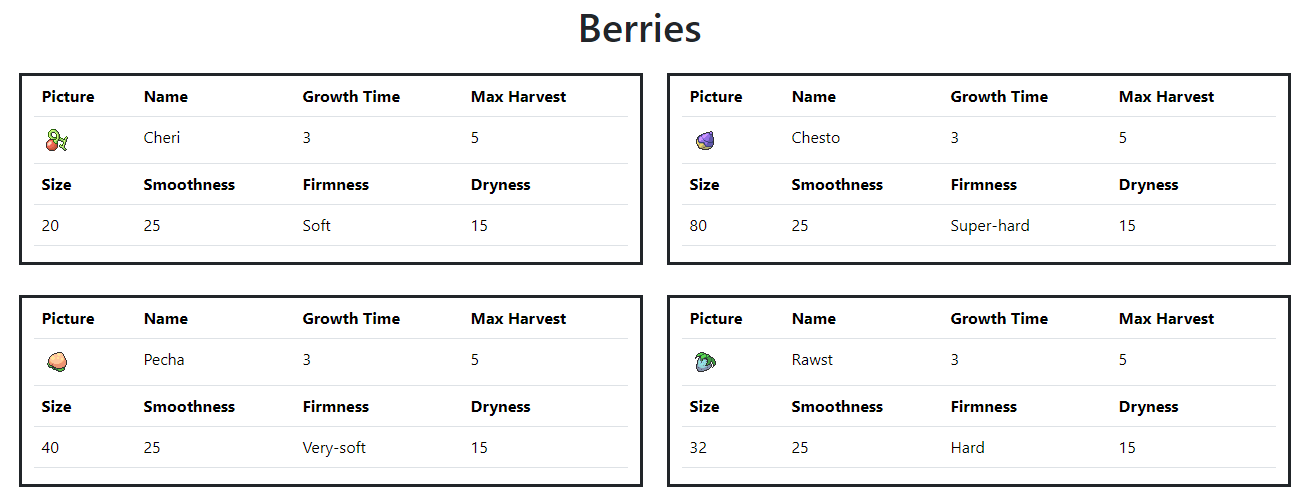 Berries
Picture Name Growth Time Max Harvest
Cheri 3 5
Size Smoothness Firmness Dryness
20 25 Soft 15
Picture Name Growth Time Max Harvest
Chesto 3 5
Size Smoothness Firmness Dryness
80 25 Super-hard 15
Picture Name Growth Time Max Harvest
Pecha 3 5
Size Smoothness Firmness Dryness
40 25 Very-soft 15
Picture Name Growth Time Max Harvest
Rawst 3 5
Size Smoothness Firmness Dryness
32 25 Hard 15